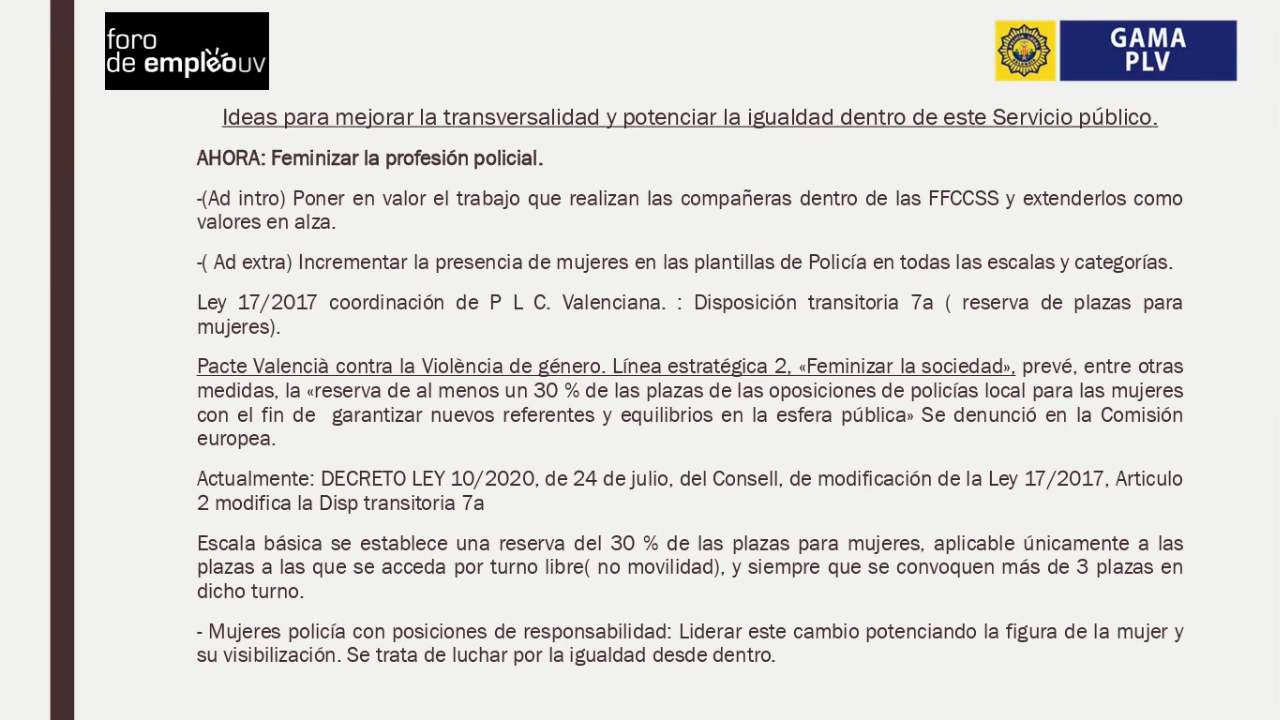 foro
de empleouv
GAMA
PLV
Ideas para mejorar la transversalidad y potenciar la igualdad dentro de este Servicio público.
AHORA: Feminizar la profesión policial.
-(Ad intro) Poner en valor el trabajo que realizan las compañeras dentro de las FFCCSS y extenderlos como
valores en alza.
-( Ad extra) Incrementar la presencia de mujeres en las plantillas de Policía en todas las escalas y categorías.
Ley 17/2017 coordinación de P L C. Valenciana. : Disposición transitoria 7a ( reserva de plazas para
mujeres).
Pacte Valencià contra la Violència de género. Línea estratégica 2, «Feminizar la sociedad», prevé, entre otras
medidas, la «reserva de al menos un 30 % de las plazas de las oposiciones de policías local para las mujeres
con el fin de  garantizar nuevos referentes y equilibrios en la esfera pública» Se denunció en la Comisión
europea.
Actualmente: DECRETO LEY 10/2020, de 24 de julio, del Consell, de modificación de la Ley 17/2017, Articulo
2 modifica la Disp transitoria 7a
Escala básica se establece una reserva del 30 % de las plazas para mujeres, aplicable únicamente a las
plazas a las que se acceda por turno libre( no movilidad), y siempre que se convoquen más de 3 plazas en
dicho turno.
- Mujeres policía con posiciones de responsabilidad: Liderar este cambio potenciando la figura de la mujer y
su visibilización. Se trata de luchar por la igualdad desde dentro.